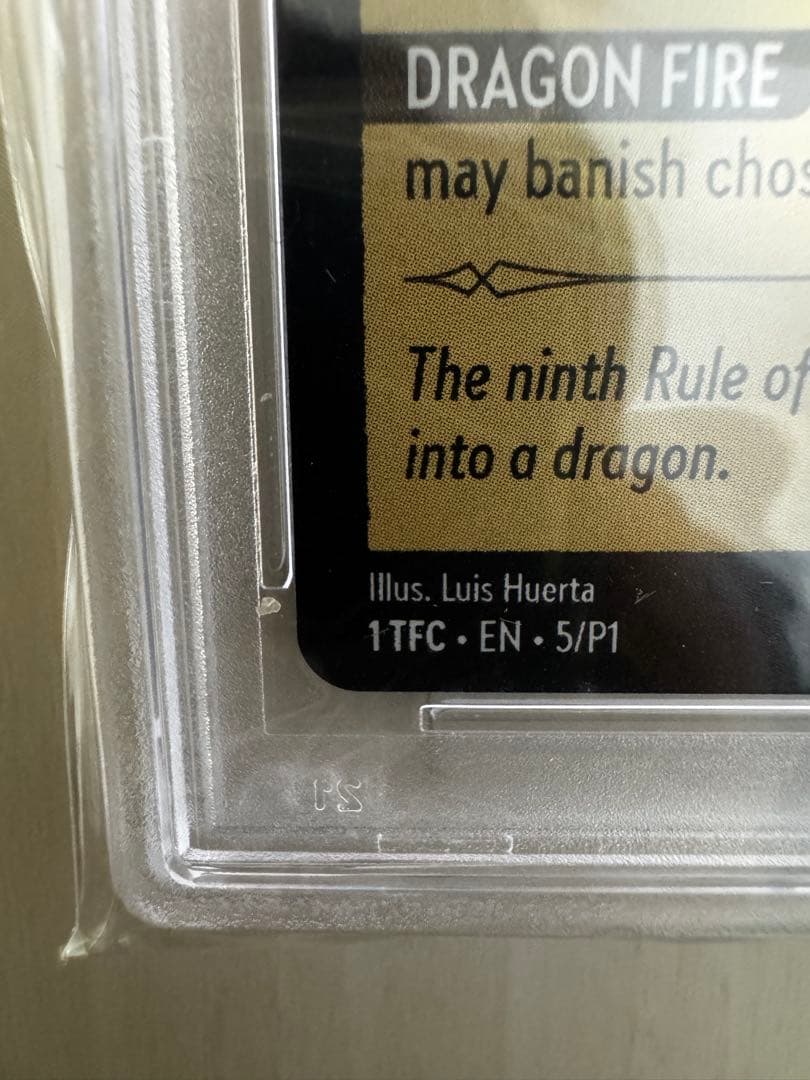 DRAGON FIRE
may banish chos
The ninth Rule of
into a dragon.
Illus. Luis Huerta
1TFC • EN • 5/P1